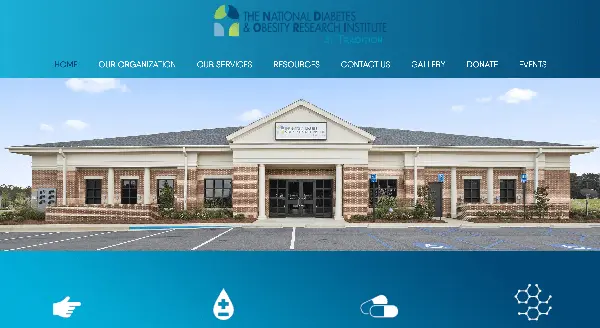 THE NATIONAL DIABETES
& OBESITY RESEARCH INSTITUTE
HOME OUR ORGANIZATION OUR SERVICES RESOURCES CONTACT US GALLERY DONATE EVENTS